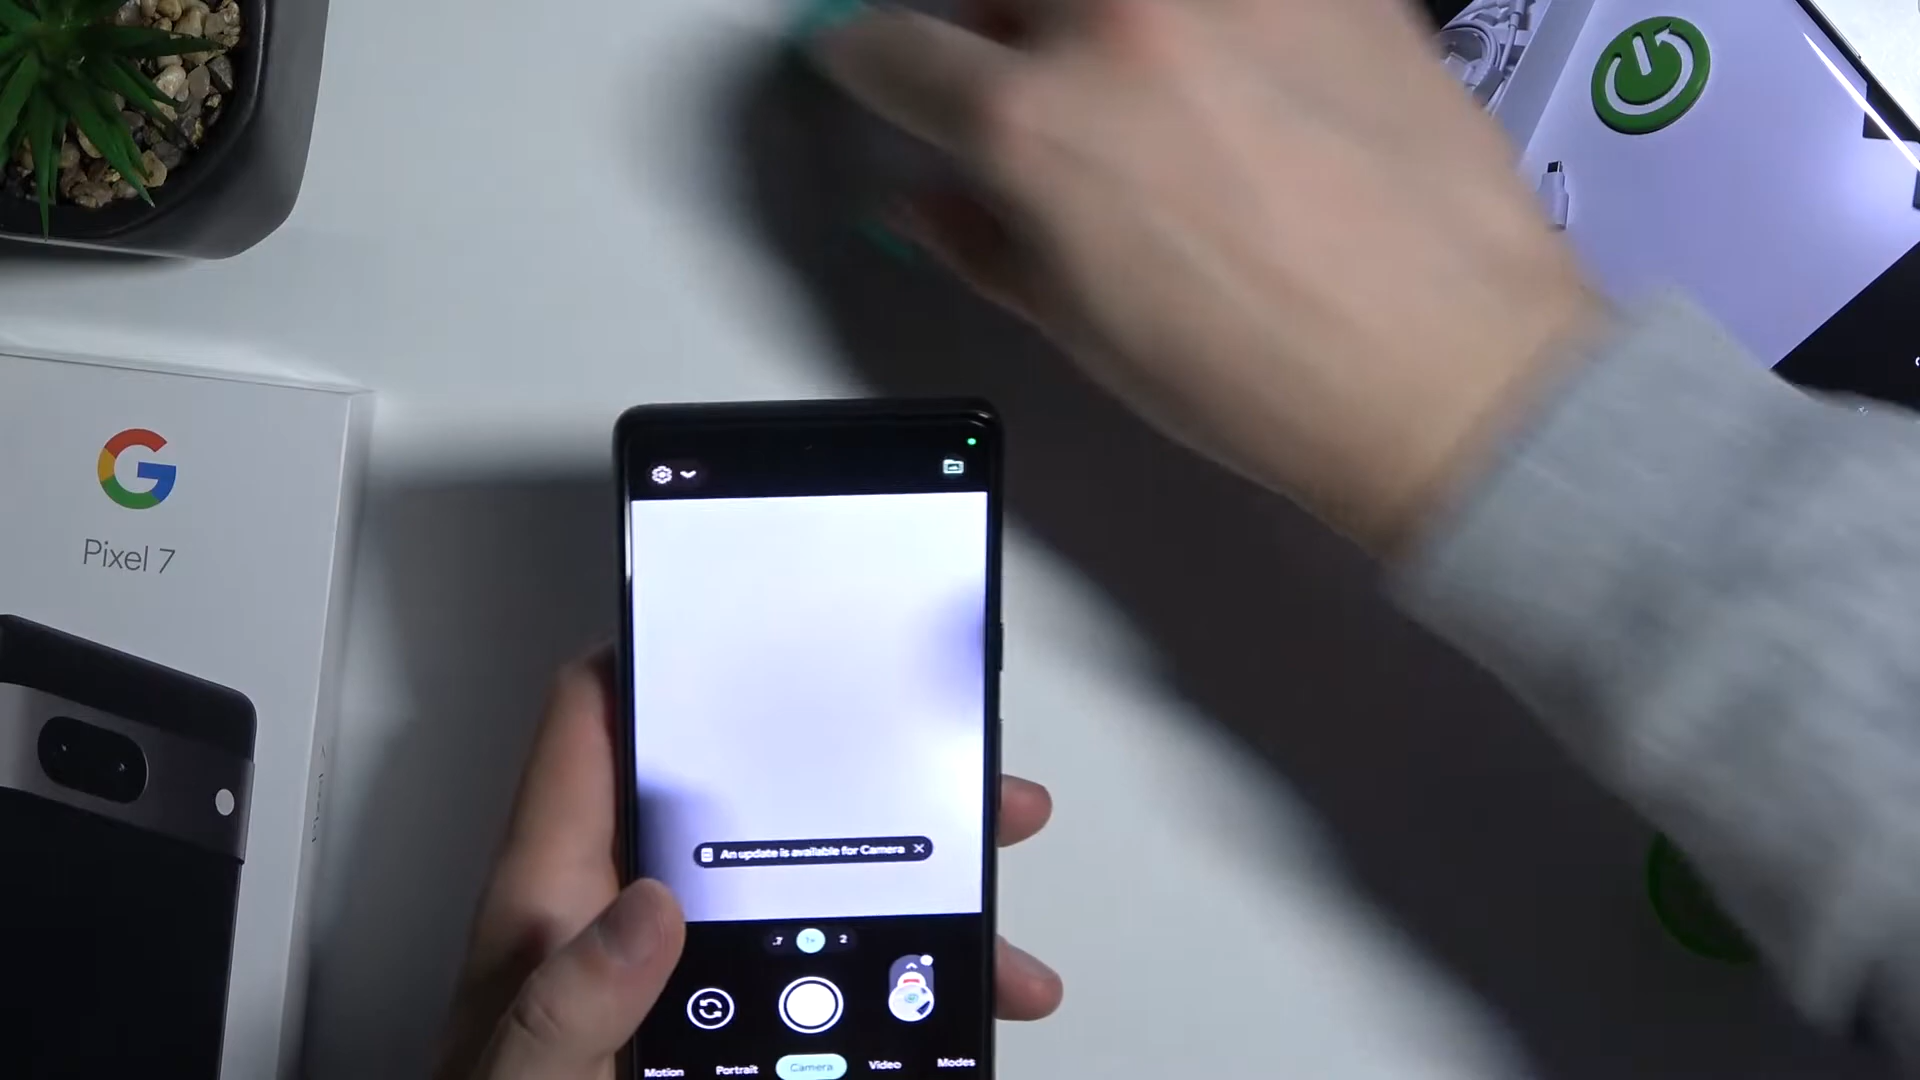 Pixel 7
An update is available for Camera
.7 1x 2
Motion Portrait Camera Video Modes